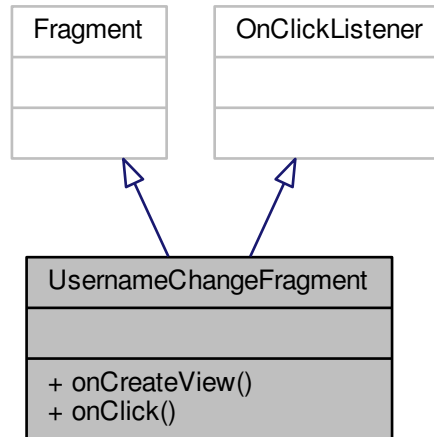 Fragment
OnClickListener
UsernameChangeFragment
+ onCreateView()
+ onClick()